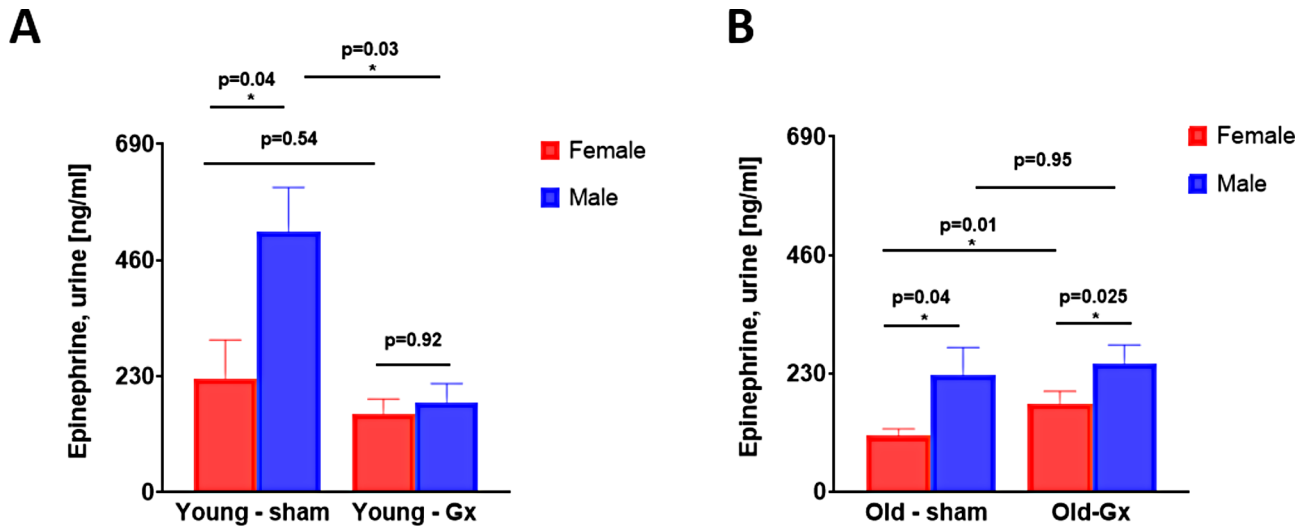 A
p=0.03
*
p=0.04
*
p=0.54
690
460
230
0
Epinephrine, urine [ng/ml]
p=0.92
Young - sham
Young - Gx
Female
Male
B
690
460
230
0
Epinephrine, urine [ng/ml]
p=0.95
p=0.01
*
p=0.04
*
p=0.025
*
Old - sham
Old-Gx
Female
Male